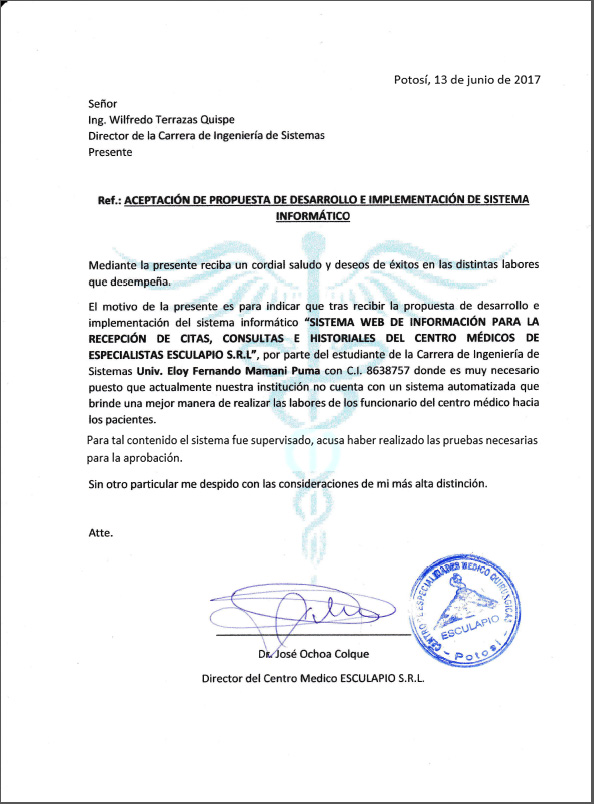 Potosí, 13 de junio de 2017
Señor
Ing. Wilfredo Terrazas Quispe
Director de la Carrera de Ingeniería de Sistemas
Presente
Ref.: ACEPTACIÓN DE PROPUESTA DE DESARROLLO E IMPLEMENTACIÓN DE SISTEMA
INFORMÁTICO
Mediante la presente reciba un cordial saludo y deseos de éxitos en las distintas labores
que desempeña.
El motivo de la presente es para indicar que tras recibir la propuesta de desarrollo e
implementación del sistema informático "SISTEMA WEB DE INFORMACIÓN PARA LA
RECEPCIÓN DE CITAS, CONSULTAS E HISTORIALES DEL CENTRO MÉDICOS DE
ESPECIALISTAS ESCULAPIO S.R.L", por parte del estudiante de la Carrera de Ingeniería de
Sistemas Univ. Eloy Fernando Mamani Puma con C.I. 8638757 donde es muy necesario
puesto que actualmente nuestra institución no cuenta con un sistema automatizada que
brinde una mejor manera de realizar las labores de los funcionario del centro médico hacia
los pacientes.
Para tal contenido el sistema fue supervisado, acusa haber realizado las pruebas necesarias
para la aprobación.
Sin otro particular me despido con las consideraciones de mi más alta distinción.
Atte.
CENTRO DE ESPECIALIDADES MEDICO QUIRURGICAS
ESCULAPIO
- Potosí -
Dr. José Ochoa Colque
Director del Centro Medico ESCULAPIO S.R.L.